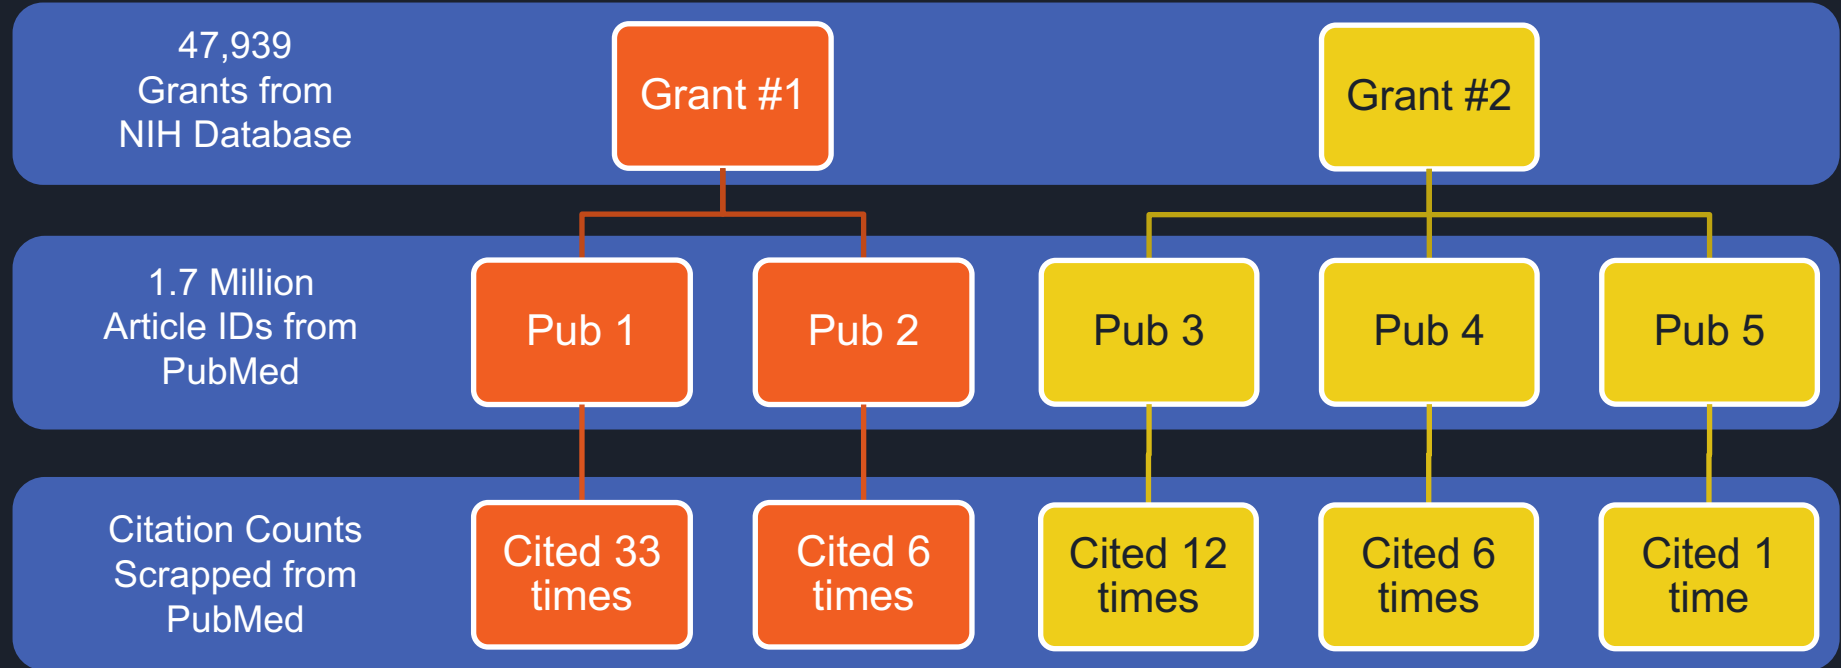 47,939
Grants from
NIH Database
Grant #1
Grant #2
1.7 Million
Article IDs from
PubMed
Pub 1
Pub 2
Pub 3
Pub 4
Pub 5
Citation Counts
Scrapped from
PubMed
Cited 33
times
Cited 6
times
Cited 12
times
Cited 6
times
Cited 1
time